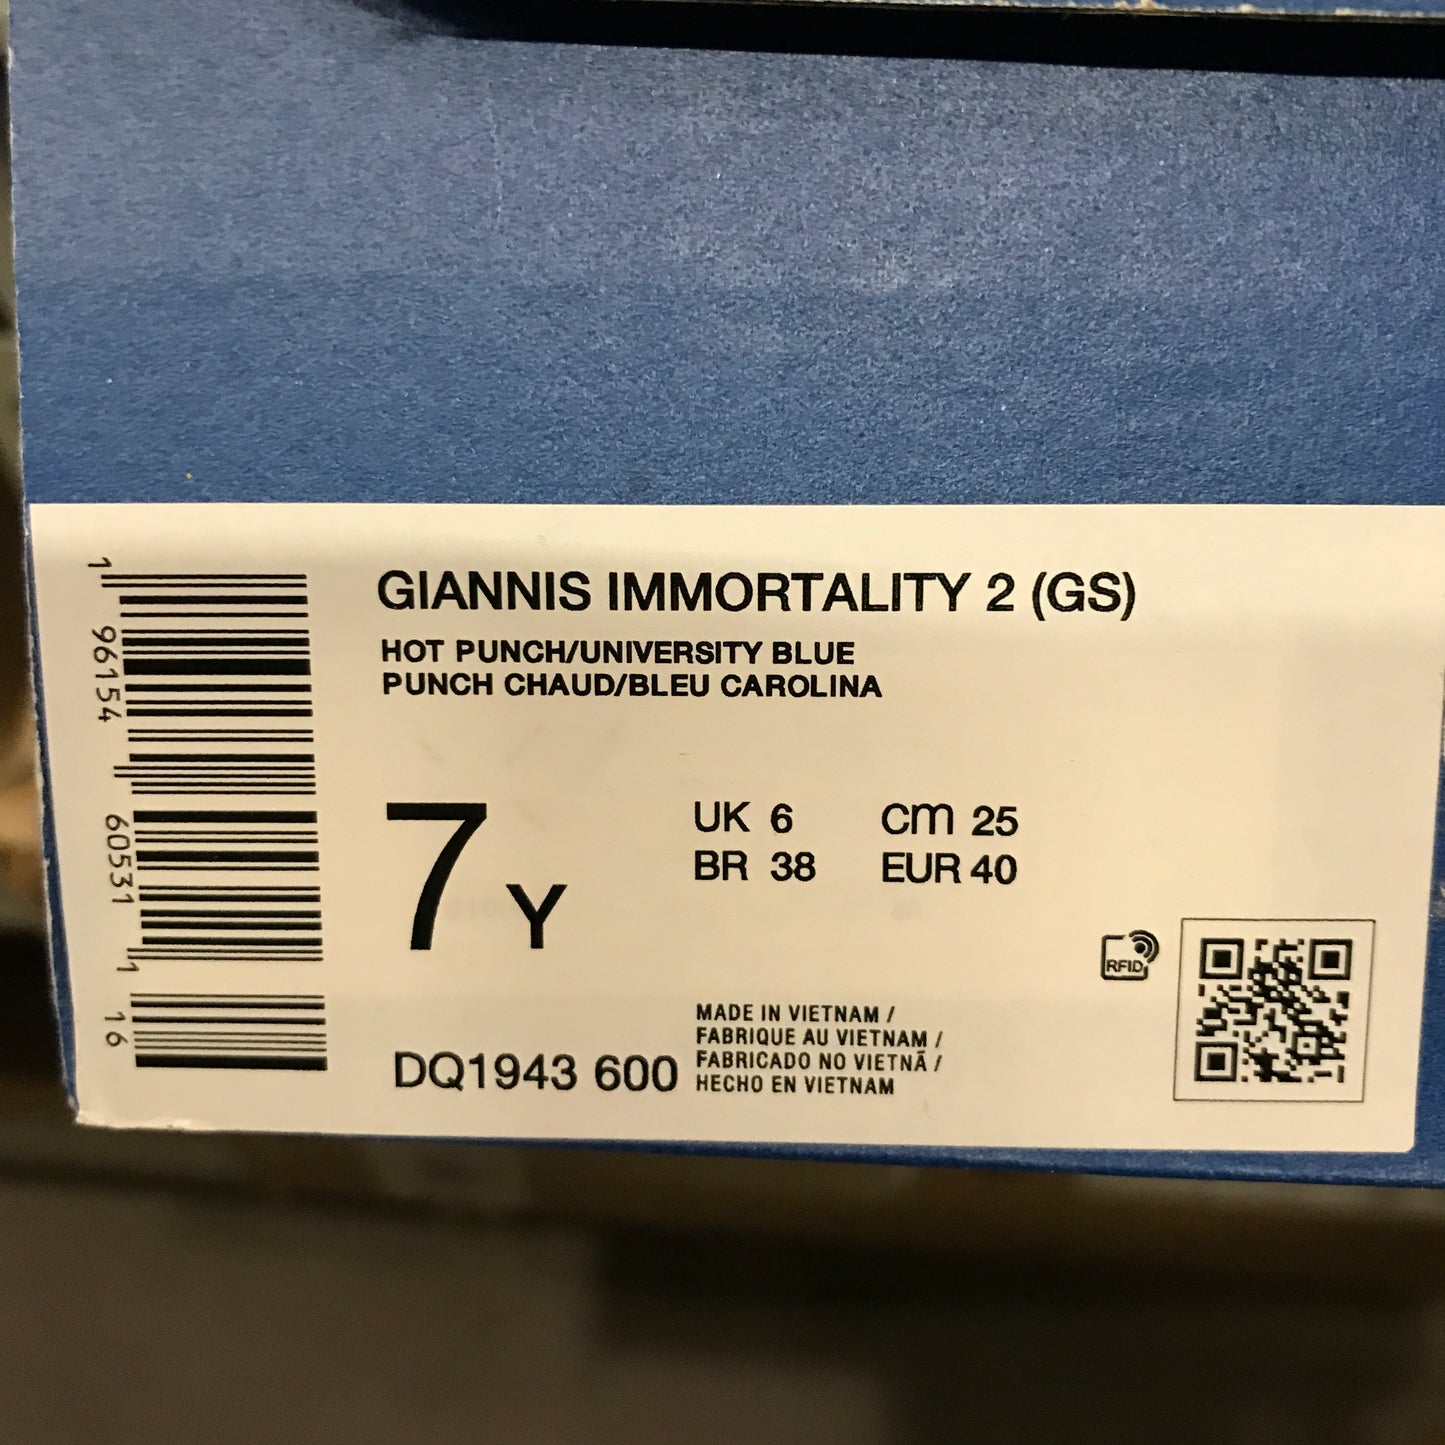 GIANNIS IMMORTALITY 2 (GS)
HOT PUNCH/UNIVERSITY BLUE
PUNCH CHAUD/BLEU CAROLINA
7 Y
UK 6 cm 25
BR 38 EUR 40
RFID
DQ1943 600
MADE IN VIETNAM /
FABRIQUE AU VIETNAM /
FABRICADO NO VIETNÃ /
HECHO EN VIETNAM
1 96154 60531 1 16